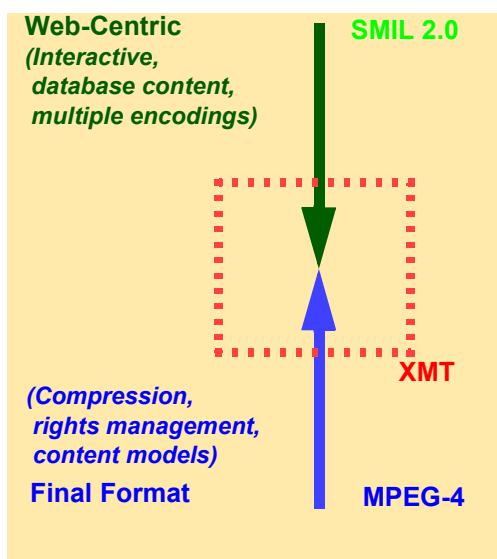 Web-Centric
SMIL 2.0
(Interactive,
database content,
multiple encodings)
XMT
(Compression,
rights management,
content models)
Final Format
MPEG-4